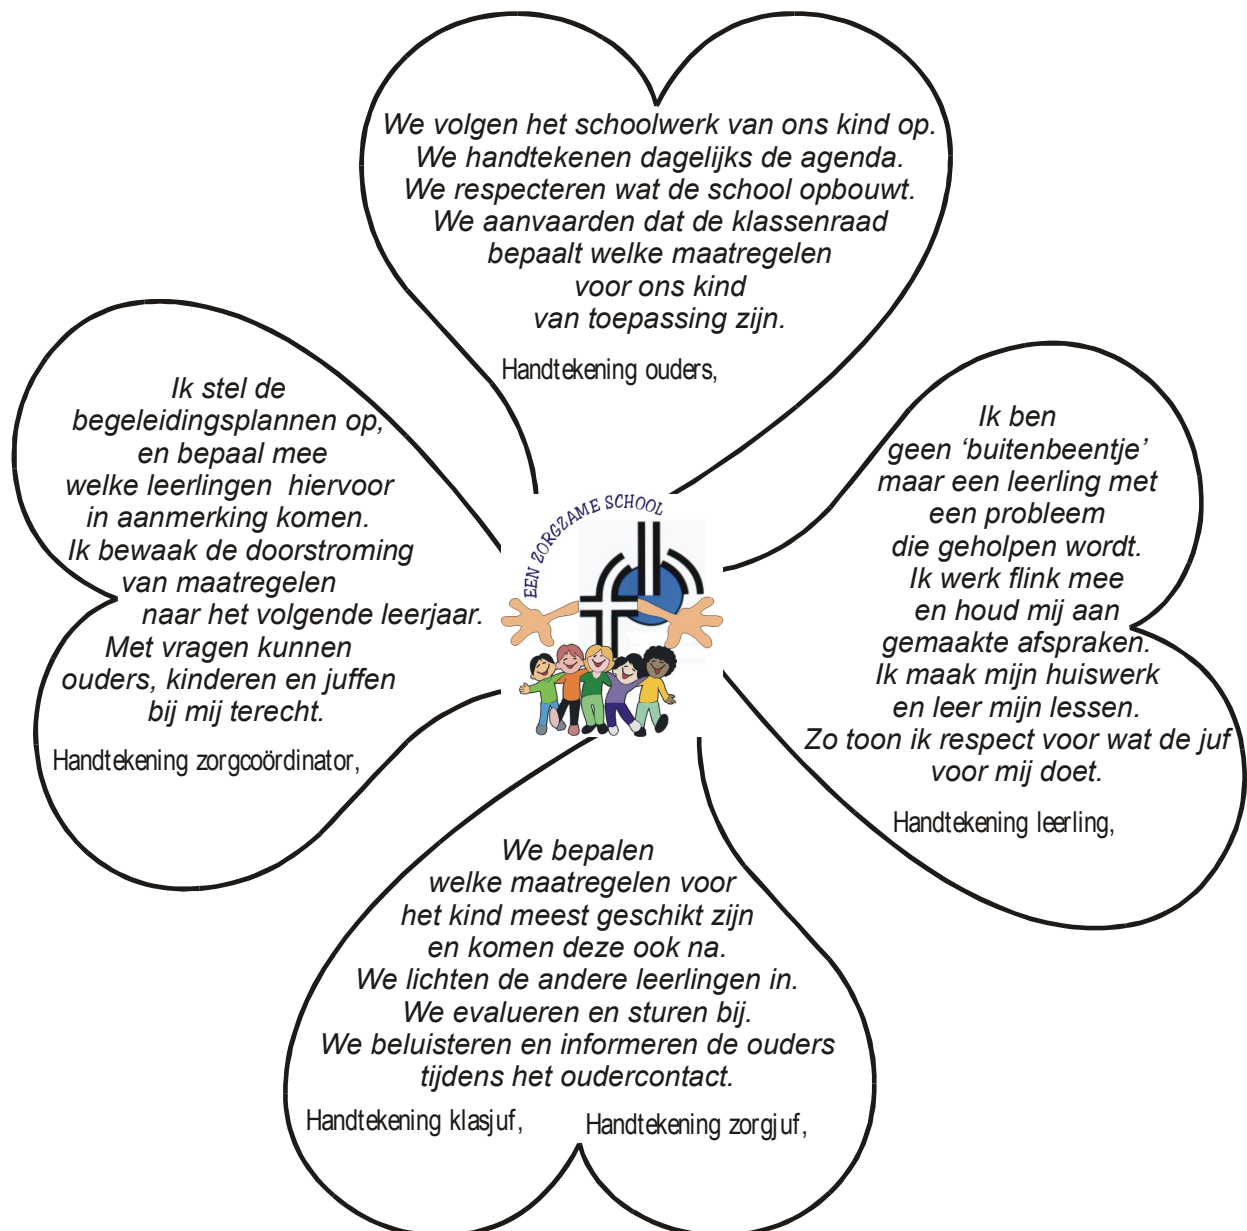 We volgen het schoolwerk van ons kind op.
We handtekenen dagelijks de agenda.
We respecteren wat de school opbouwt.
We aanvaarden dat de klassenraad
bepaalt welke maatregelen
voor ons kind
van toepassing zijn.
Handtekening ouders,
Ik stel de
begeleidingsplannen op,
en bepaal mee
welke leerlingen hiervoor
in aanmerking komen.
Ik bewaak de doorstroming
van maatregelen
naar het volgende leerjaar.
Met vragen kunnen
ouders, kinderen en juffen
bij mij terecht.
Handtekening zorgcoördinator,
EEN ZORGZAME SCHOOL
Ik ben
geen ‘buitenbeentje’
maar een leerling met
een probleem
die geholpen wordt.
Ik werk flink mee
en houd mij aan
gemaakte afspraken.
Ik maak mijn huiswerk
en leer mijn lessen.
Zo toon ik respect voor wat de juf
voor mij doet.
Handtekening leerling,
We bepalen
welke maatregelen voor
het kind meest geschikt zijn
en komen deze ook na.
We lichten de andere leerlingen in.
We evalueren en sturen bij.
We beluisteren en informeren de ouders
tijdens het oudercontact.
Handtekening klasjuf,
Handtekening zorgjuf,